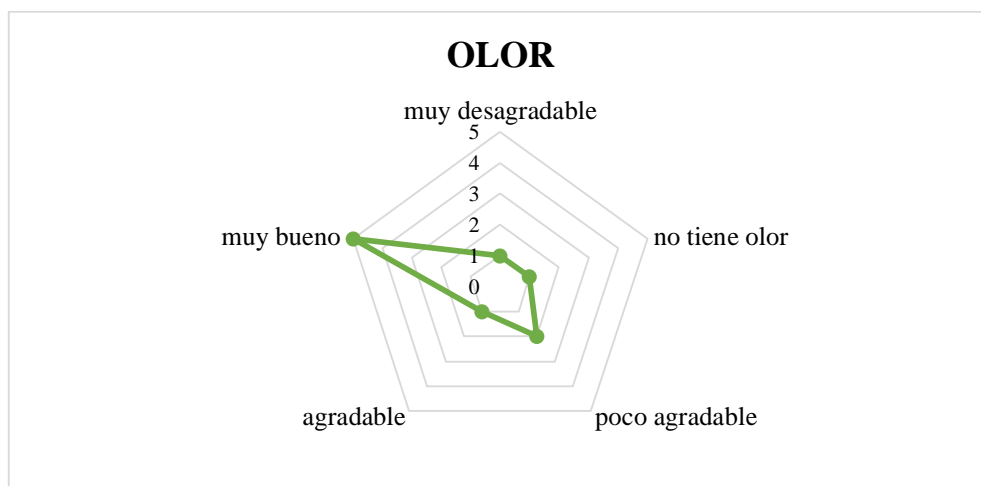 OLOR
muy desagradable
5
4
3
2
1
0
no tiene olor
poco agradable
agradable
muy bueno